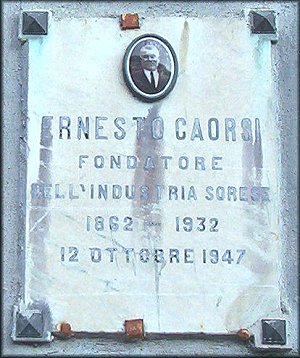 ERNESTO CAORSI
FONDATORE
DELL'INDUSTRIA SORESE
1862 — 1932
12 OTTOBRE 1947